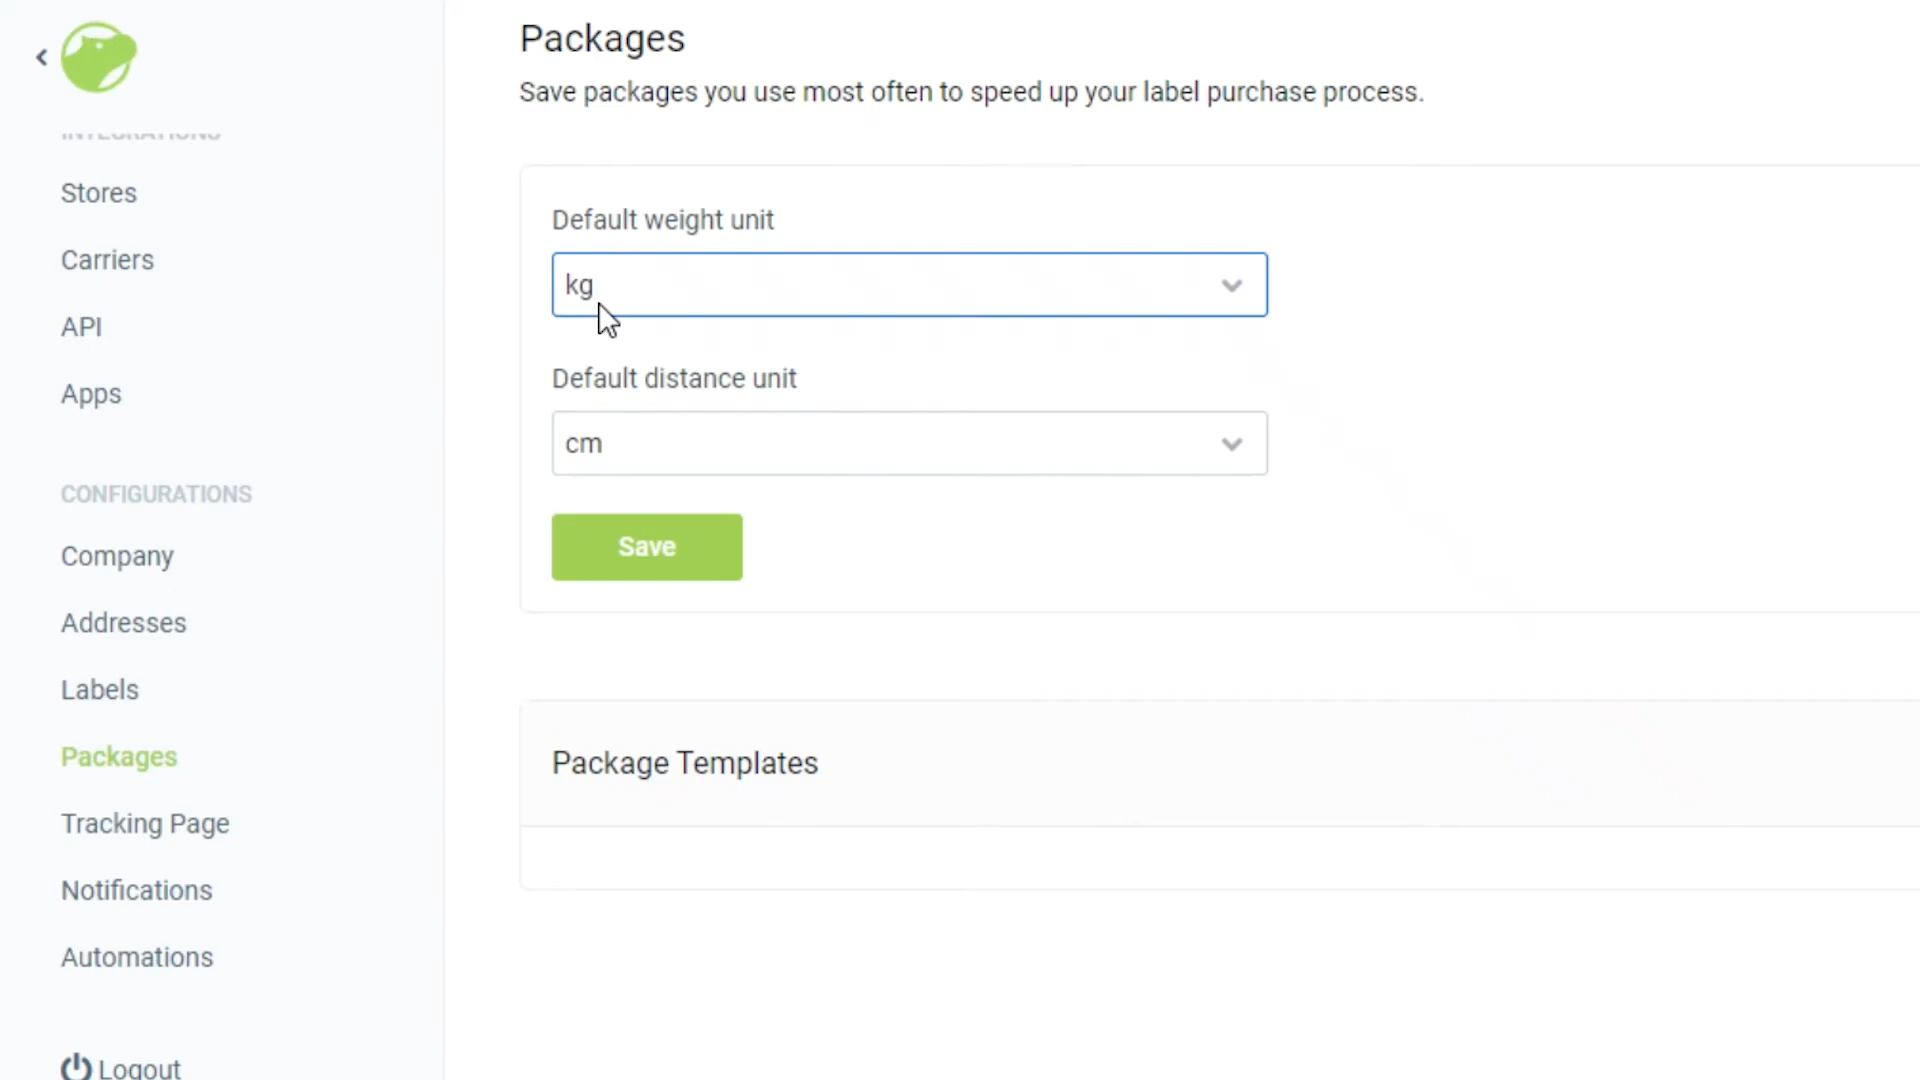 Packages
Save packages you use most often to speed up your label purchase process.
INTEGRATIONS
Stores
Carriers
API
Apps
CONFIGURATIONS
Company
Addresses
Labels
Packages
Tracking Page
Notifications
Automations
Logout
Default weight unit
kg
Default distance unit
cm
Save
Package Templates